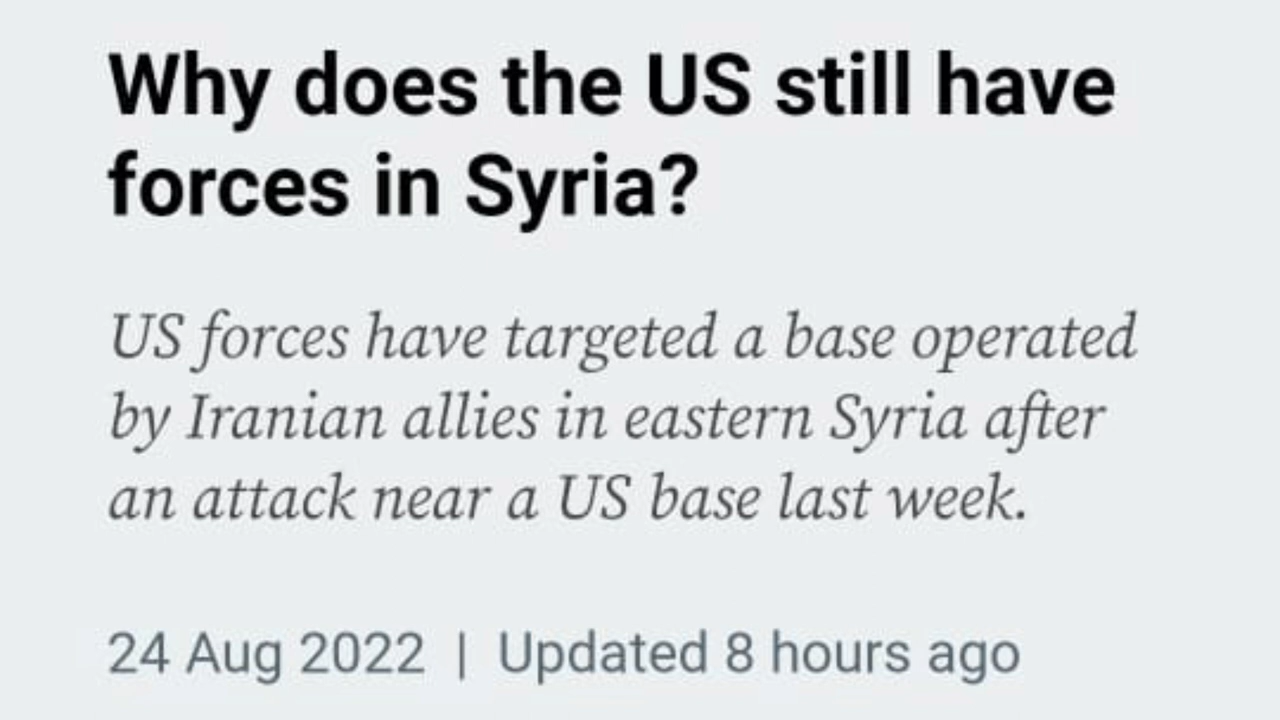 Why does the US still have
forces in Syria?
US forces have targeted a base operated
by Iranian allies in eastern Syria after
an attack near a US base last week.
24 Aug 2022 | Updated 8 hours ago